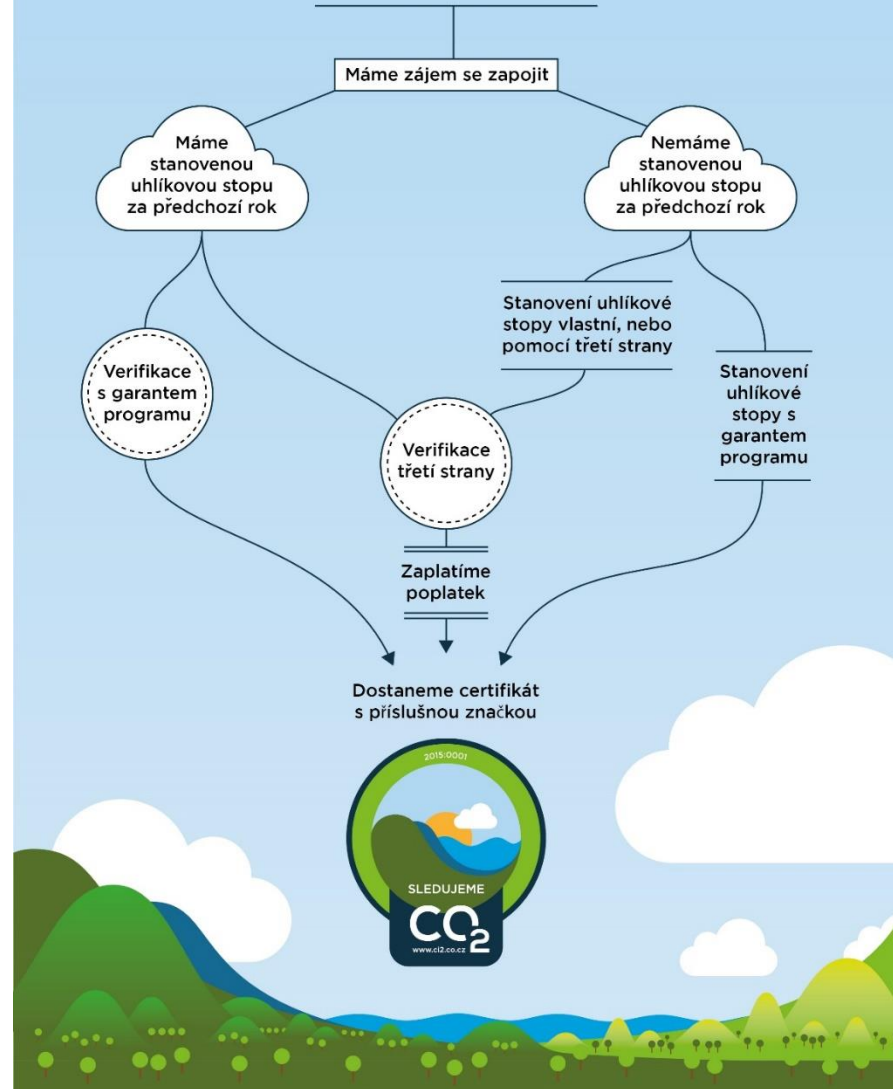 Máme zájem se zapojit
Máme
stanovenou
uhlíkovou stopu
za předchozí rok
Nemáme
stanovenou
uhlíkovou stopu
za předchozí rok
Stanovení uhlíkové
stopy vlastní, nebo
pomocí třetí strany
Verifikace
s garantem
programu
Stanovení
uhlíkové
stopy s
garantem
programu
Verifikace
třetí strany
Zaplatíme
poplatek
Dostaneme certifikát
s příslušnou značkou
2015:0001
SLEDUJEME
CO2
www.ci2.co.cz